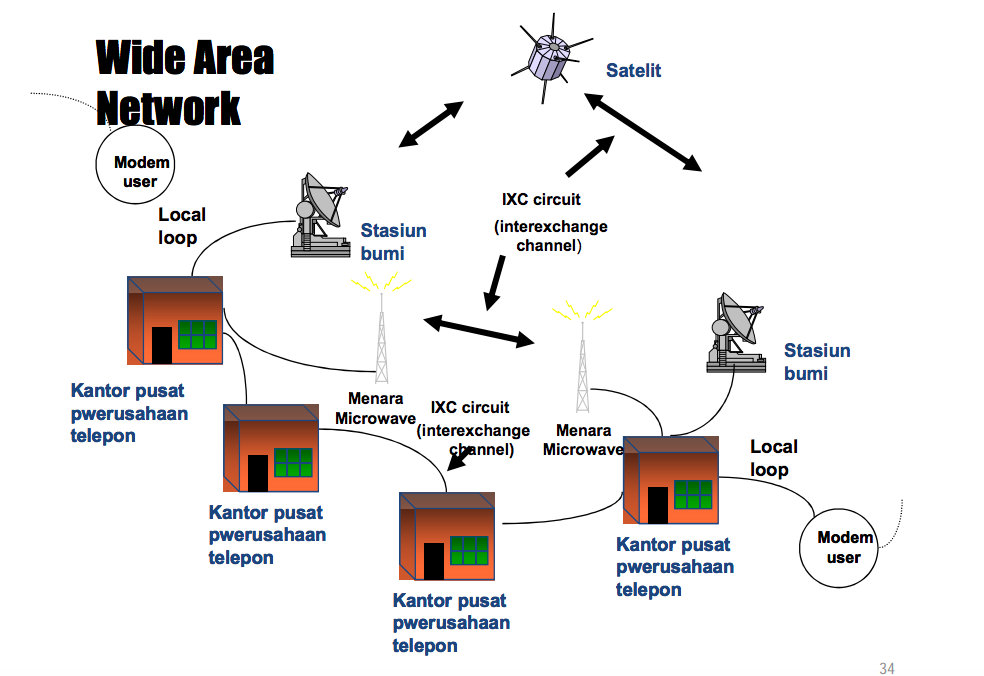 Wide Area
Network
Satelit
Modem
user
Local
loop
Stasiun
bumi
IXC circuit
(interexchange
channel)
Kantor pusat
pwerusahaan
telepon
Menara
Microwave
IXC circuit
(interexchange
channel)
Menara
Microwave
Stasiun
bumi
Kantor pusat
pwerusahaan
telepon
Kantor pusat
pwerusahaan
telepon
Local
loop
Modem
user
Kantor pusat
pwerusahaan
telepon
34